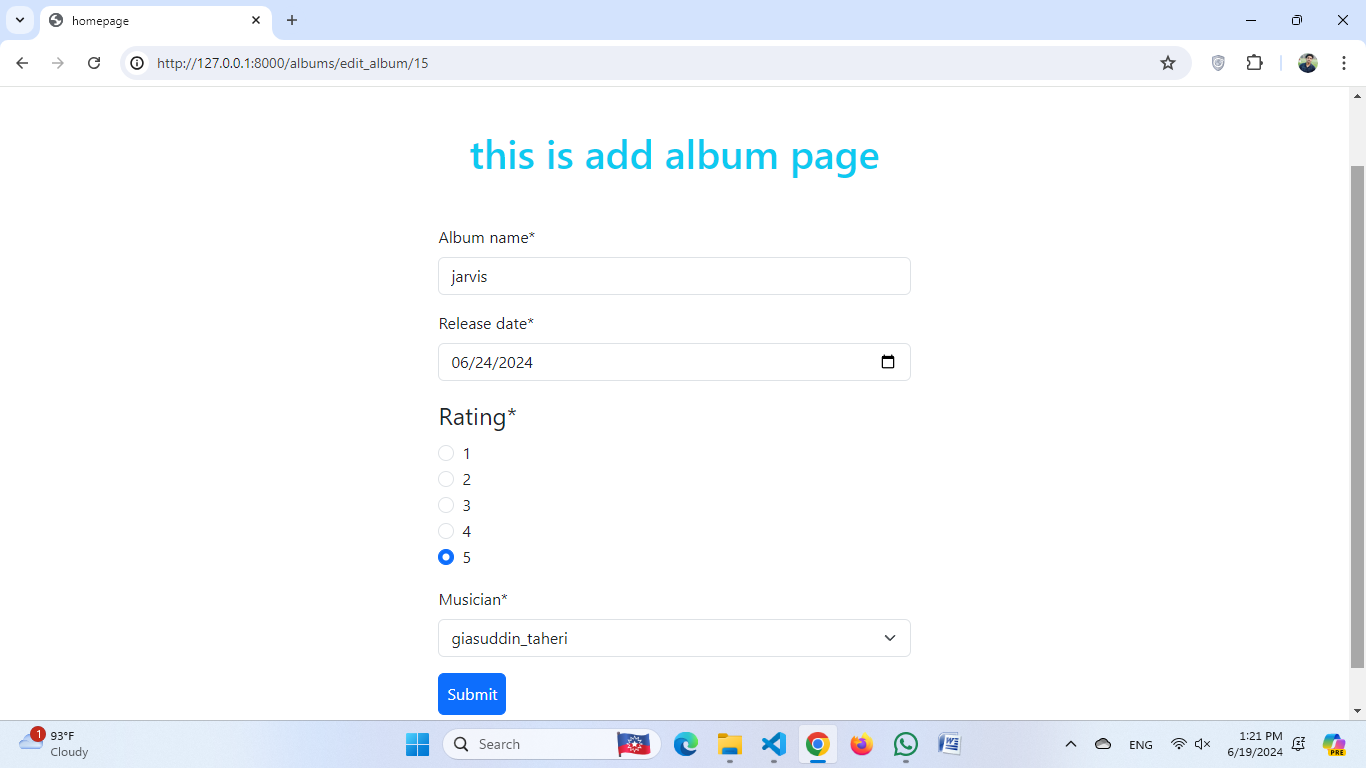 homepage
http://127.0.0.1:8000/albums/edit_album/15
this is add album page
Album name*
jarvis
Release date*
06/24/2024
Rating*
1
2
3
4
5
Musician*
giasuddin_taheri
Submit
1
93°F
Cloudy
Search
W
ENG
1:21 PM
6/19/2024
PRE